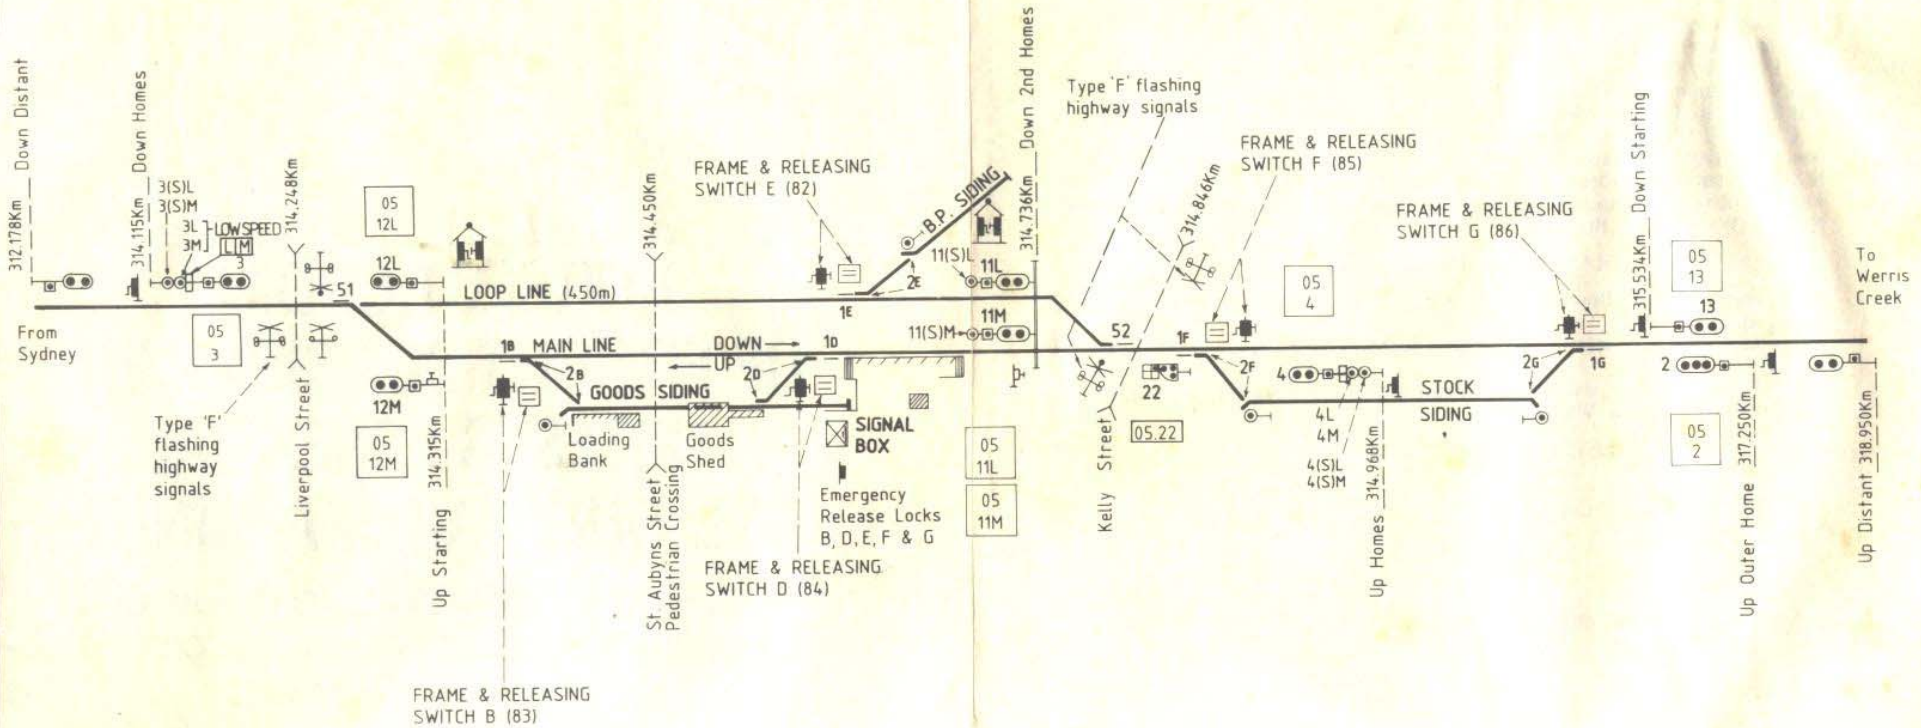 312.178Km Down Distant
314.115Km Down Homes
3(S)L
3(S)M
3L
3M
LOW SPEED
L M
3
314.248Km
51
05
12L
12L
LOOP LINE (450m)
314.450Km
FRAME & RELEASING
SWITCH E (82)
B.P. SIDING
2E
1E
11(S)L
11L
11(S)M
11M
314.736Km Down 2nd Homes
Type 'F' flashing
highway signals
314.846Km
FRAME & RELEASING
SWITCH F (85)
05
4
FRAME & RELEASING
SWITCH G (86)
315.534Km Down Starting
05
13
13
To
Werris
Creek
From
Sydney
05
3
Type 'F'
flashing
highway
signals
Liverpool Street
1B
MAIN LINE
DOWN
UP
1D
2B
2D
GOODS SIDING
12M
05
12M
Up Starting 314.315Km
Loading
Bank
Goods
Shed
St. Aubyns Street
Pedestrian Crossing
SIGNAL
BOX
Emergency
Release Locks
B, D, E, F & G
FRAME & RELEASING
SWITCH D (84)
FRAME & RELEASING
SWITCH B (83)
05
11L
05
11M
52
22
05.22
Kelly Street
1F
2F
4
4L
4M
4(S)L
4(S)M
Up Homes 314.968Km
STOCK
SIDING
2G
1G
2
05
2
Up Outer Home 317.250Km
Up Distant 318.950Km